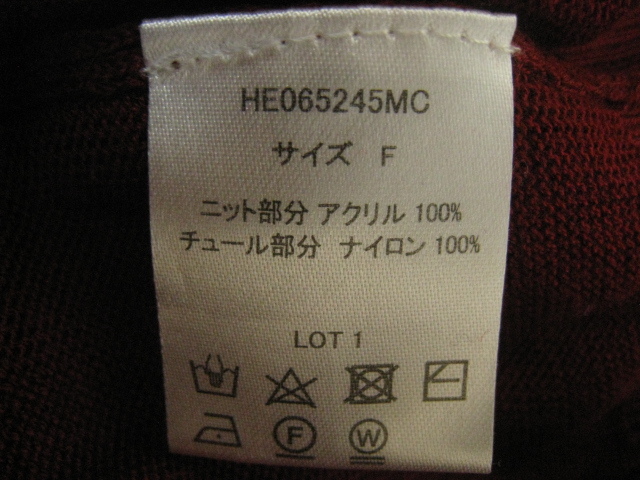 HE065245MC
サイズ F
ニット部分 アクリル 100%
チュール部分 ナイロン 100%
LOT 1
F W